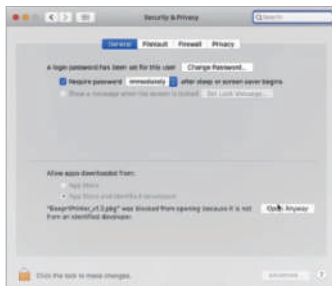 Security & Privacy
Search
General FileVault Firewall Privacy
A login password has been set for this user Change Password...
Require password immediately after sleep or screen saver begins
Show a message when the screen is locked Set Lock Message...
Allow apps downloaded from:
App Store
App Store and identified developers
was blocked from opening because it is not Open Anyway
from an identified developer.
Click the lock to make changes.
Advanced... ?